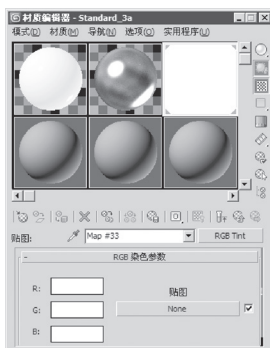 材质编辑器 - Standard_3a
模式(D) 材质(M) 导航(N) 选项(O) 实用程序(U)
贴图: Map #33 RGB Tint
- RGB 染色参数
R: 贴图
G: None
B: